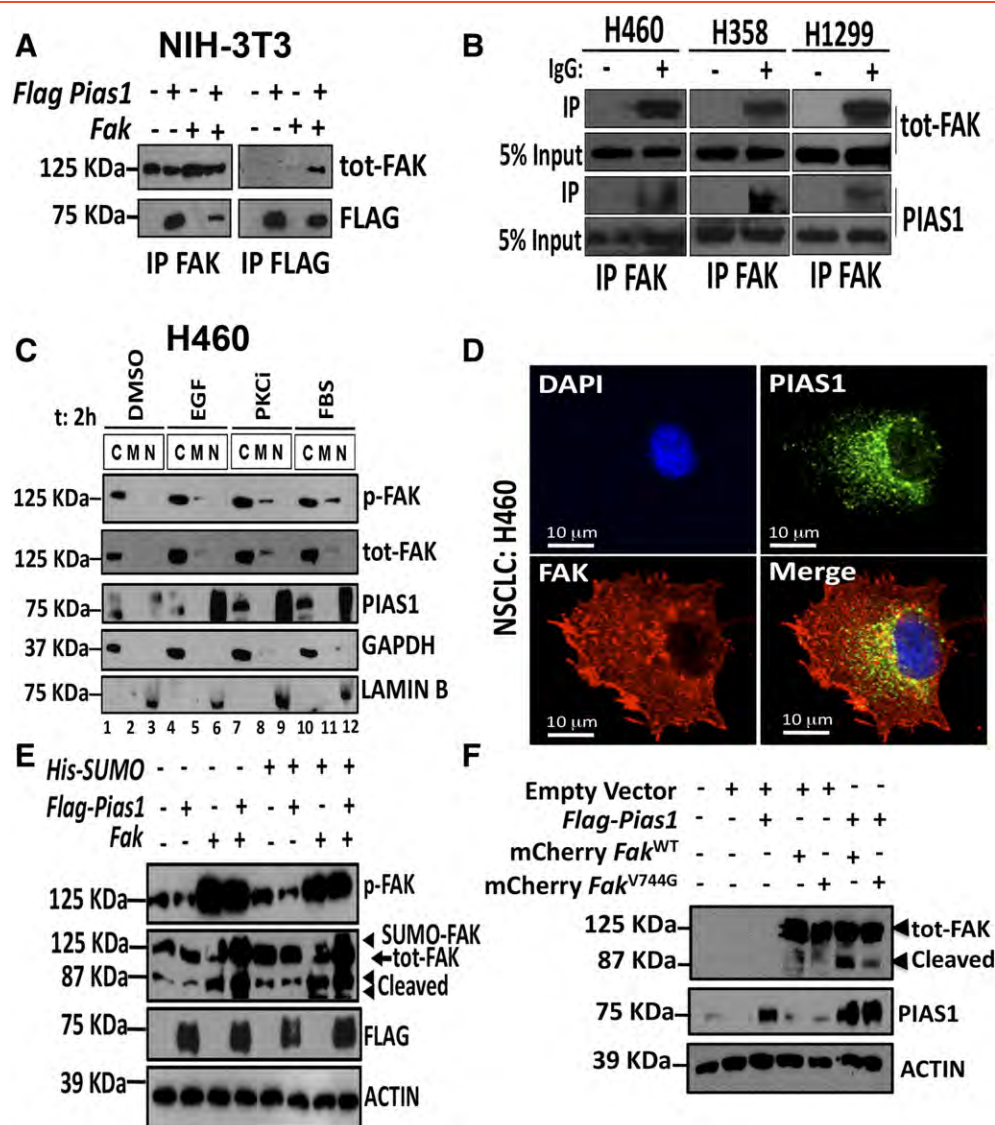 A
NIH-3T3
Flag Pias1 - + - + - + - +
Fak - - + + - - + +
125 KDa
tot-FAK
75 KDa
FLAG
IP FAK IP FLAG
B
H460 H358 H1299
IgG: - + - + - +
IP
5% Input
tot-FAK
IP
5% Input
PIAS1
IP FAK IP FAK IP FAK
C
H460
t: 2h
DMSO EGF PKCi FBS
C M N C M N C M N C M N
125 KDa p-FAK
125 KDa tot-FAK
75 KDa PIAS1
37 KDa GAPDH
75 KDa LAMIN B
1 2 3 4 5 6 7 8 9 10 11 12
D
NSCLC: H460
DAPI
10 µm
PIAS1
10 µm
FAK
10 µm
Merge
10 µm
E
His-SUMO - - - - + + + +
Flag-Pias1 - + - + - + - +
Fak - - + + - - + +
125 KDa p-FAK
125 KDa SUMO-FAK
tot-FAK
87 KDa Cleaved
75 KDa FLAG
39 KDa ACTIN
F
Empty Vector - + + + + - -
Flag-Pias1 - - + - - + +
mCherry Fak^WT - - - + - + -
mCherry Fak^V744G - - - - + - +
125 KDa tot-FAK
87 KDa Cleaved
75 KDa PIAS1
39 KDa ACTIN